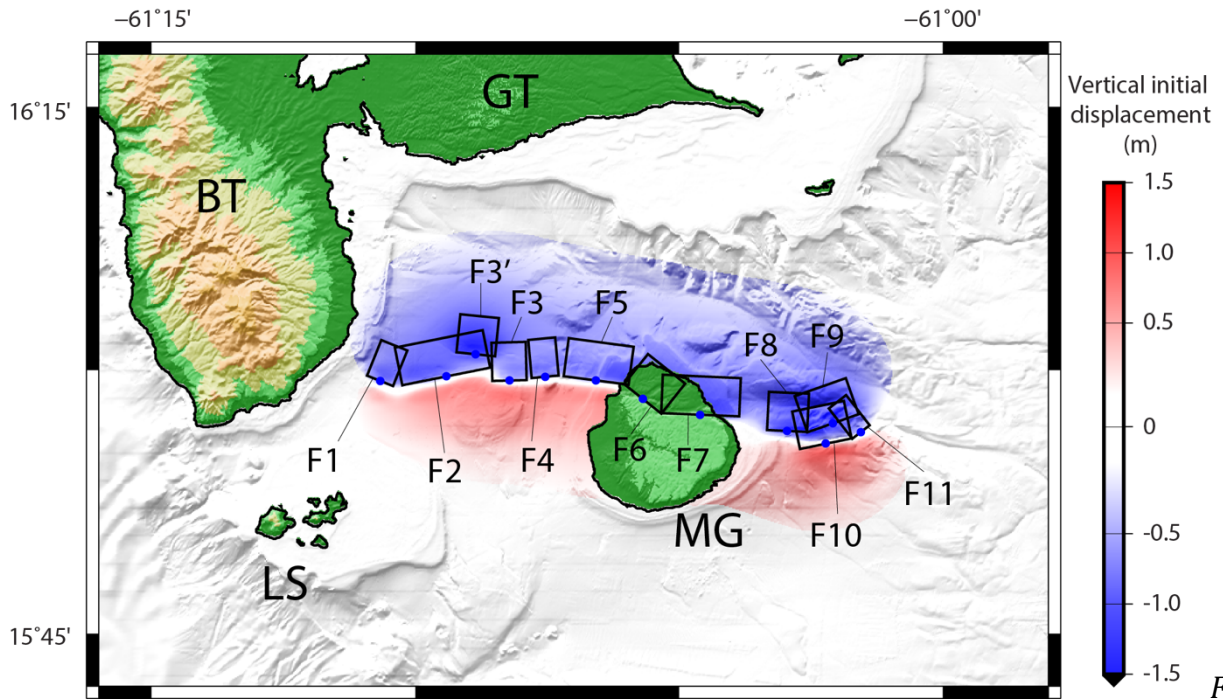 −61˚15'
−61˚00'
16˚15'
15˚45'
GT
BT
F3’
F3
F5
F8
F9
F1
F2
F4
F6
F7
F10
F11
MG
LS
Vertical initial
displacement
(m)
1.5
1.0
0.5
0
-0.5
-1.0
-1.5
F